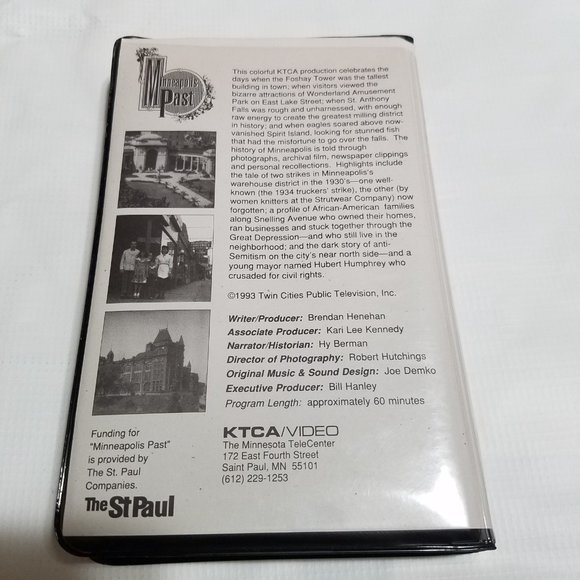 Minneapolis
Past
This colorful KTCA production celebrates the
days when the Foshay Tower was the tallest
building in town; when visitors viewed the
bizarre attractions of Wonderland Amusement
Park on East Lake Street; when St. Anthony
Falls was rough and unharnessed, with enough
raw energy to create the greatest milling district
in history; and when eagles soared above now-
vanished Spirit Island, looking for stunned fish
that had the misfortune to go over the falls. The
history of Minneapolis is told through
photographs, archival film, newspaper clippings
and personal recollections. Highlights include
the tale of two strikes in Minneapolis's
warehouse district in the 1930's—one well-
known (the 1934 truckers' strike), the other (by
women knitters at the Strutwear Company) now
forgotten; a profile of African-American families
along Snelling Avenue who owned their homes,
ran businesses and stuck together through the
Great Depression—and who still live in the
neighborhood; and the dark story of anti-
Semitism on the city's near north side—and a
young mayor named Hubert Humphrey who
crusaded for civil rights.
©1993 Twin Cities Public Television, Inc.
Writer/Producer: Brendan Henehan
Associate Producer: Kari Lee Kennedy
Narrator/Historian: Hy Berman
Director of Photography: Robert Hutchings
Original Music & Sound Design: Joe Demko
Executive Producer: Bill Hanley
Program Length: approximately 60 minutes
KTCA/VIDEO
The Minnesota TeleCenter
172 East Fourth Street
Saint Paul, MN 55101
(612) 229-1253
Funding for
"Minneapolis Past"
is provided by
The St. Paul
Companies.
The St Paul